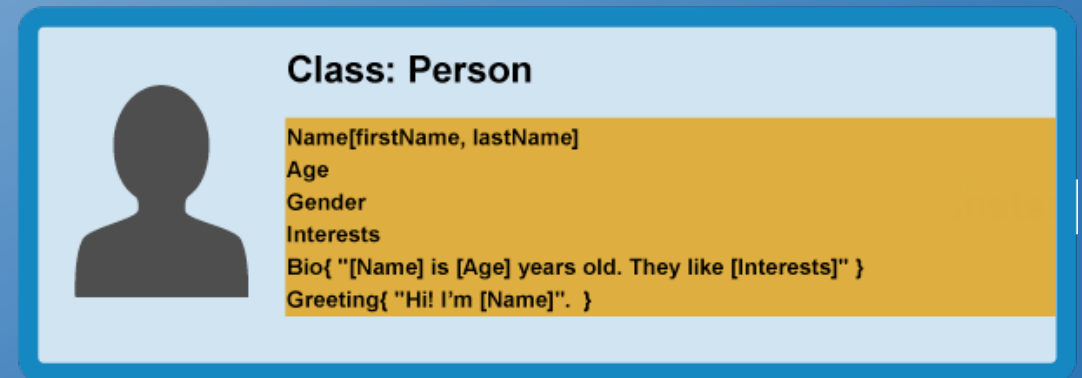 Class: Person
Name[firstName, lastName]
Age
Gender
Interests
Bio{ "[Name] is [Age] years old. They like [Interests]" }
Greeting{ "Hi! I'm [Name]".  }